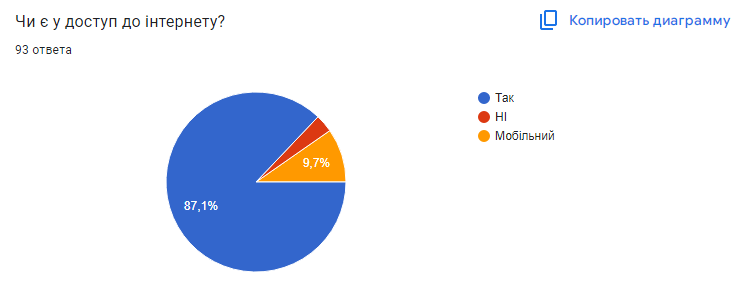 Чи є у доступ до інтернету?
Копировать диаграмму
93 ответа
Так
НІ
Мобільний
9,7%
87,1%